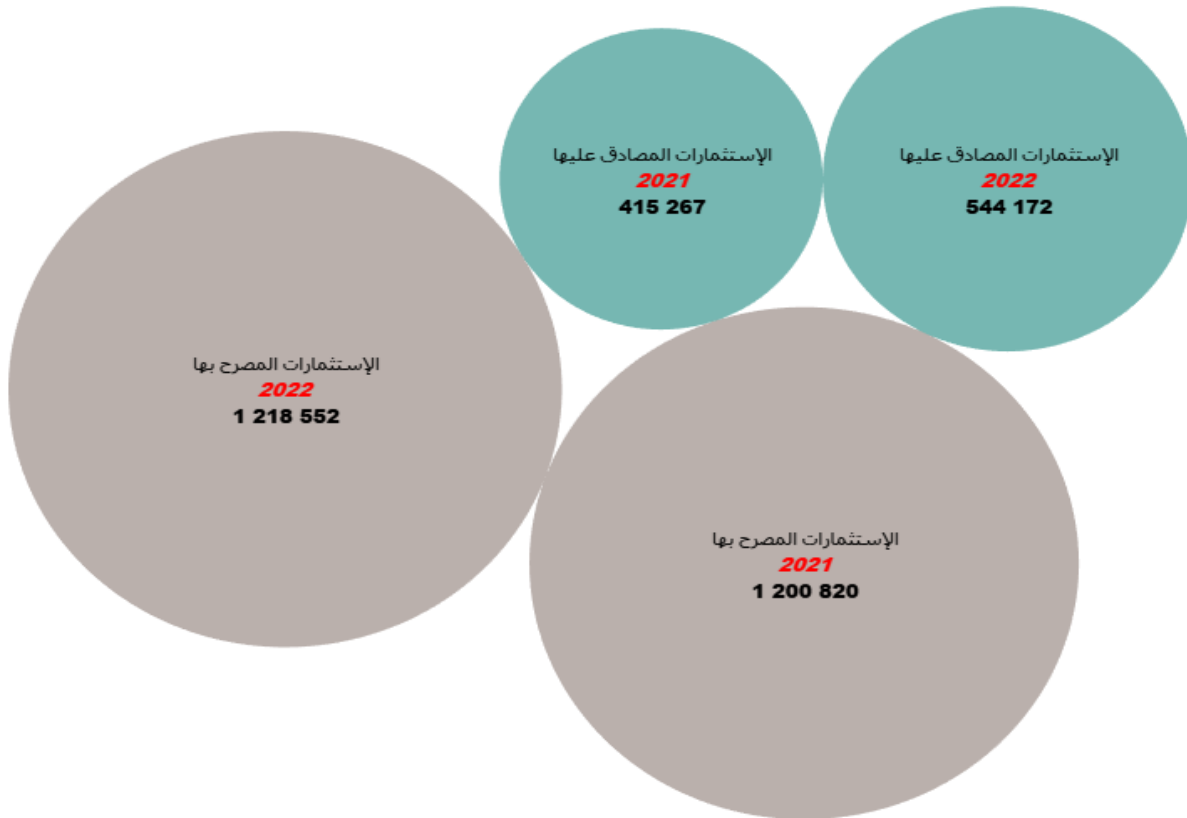 الإستثمارات المصادق عليها
2022
544 172
الإستثمارات المصادق عليها
2021
415 267
الإستثمارات المصرح بها
2022
1 218 552
الإستثمارات المصرح بها
2021
1 200 820